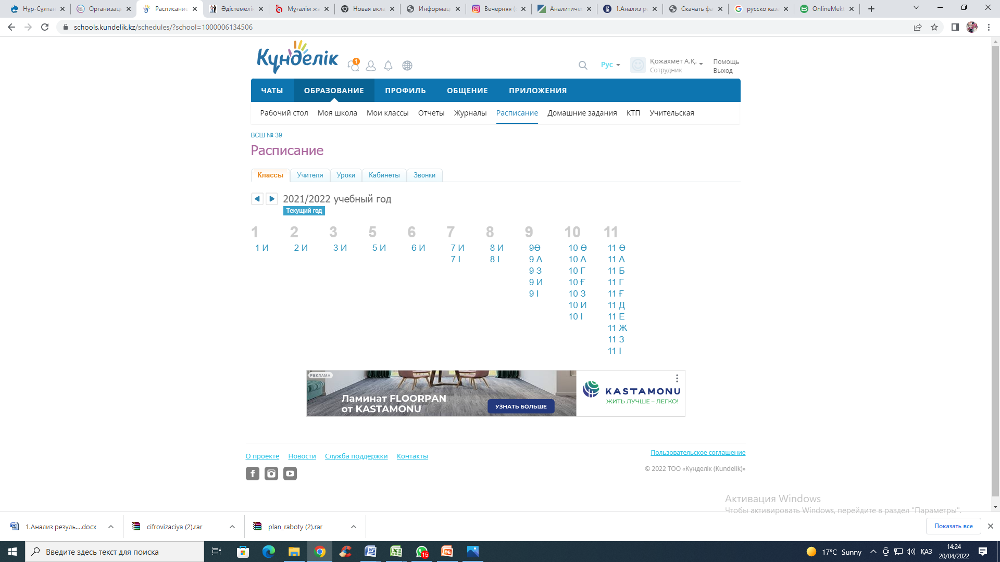 Нұр-Сұлтан
Организаци
Расписание
Әдістемелі
Мұғалім жа
Новая вкла
Информац
Вечерняя (
Аналитичес
1.Анализ ре
Скачать фа
русско каза
OnlineMekt
schools.kundelik.kz/schedules/?school=1000006134506
Күнделік
1
Рус
Қожахмет А.Қ.
Сотрудник
Помощь
Выход
ЧАТЫ ОБРАЗОВАНИЕ ПРОФИЛЬ ОБЩЕНИЕ ПРИЛОЖЕНИЯ
Рабочий стол Моя школа Мои классы Отчеты Журналы Расписание Домашние задания КТП Учительская
ВСШ № 39
Расписание
Классы Учителя Уроки Кабинеты Звонки
2021/2022 учебный год
Текущий год
1 2 3 5 6 7 8 9 10 11
1 И 2 И 3 И 5 И 6 И 7 И 8 И 9Ә 10 Ә 11 Ә
7 І 8 І 9 А 10 А 11 А
9 З 10 Г 11 Б
9 И 10 Ғ 11 Г
9 І 10 З 11 Ғ
10 И 11 Д
10 І 11 Е
11 Ж
11 З
11 І
РЕКЛАМА
Ламинат FLOORPAN
от KASTAMONU
УЗНАТЬ БОЛЬШЕ
KASTAMONU
ЖИТЬ ЛУЧШЕ – ЛЕГКО!
О проекте Новости Служба поддержки Контакты
Пользовательское соглашение
© 2022 ТОО «Күнделік (Kundelik)»
Активация Windows
Чтобы активировать Windows, перейдите в раздел "Параметры".
1.Анализ резуль....docx
cifrovizaciya (2).rar
plan_raboty (2).rar
Показать все
Введите здесь текст для поиска
15
17°C Sunny
ҚАЗ
14:24
20/04/2022